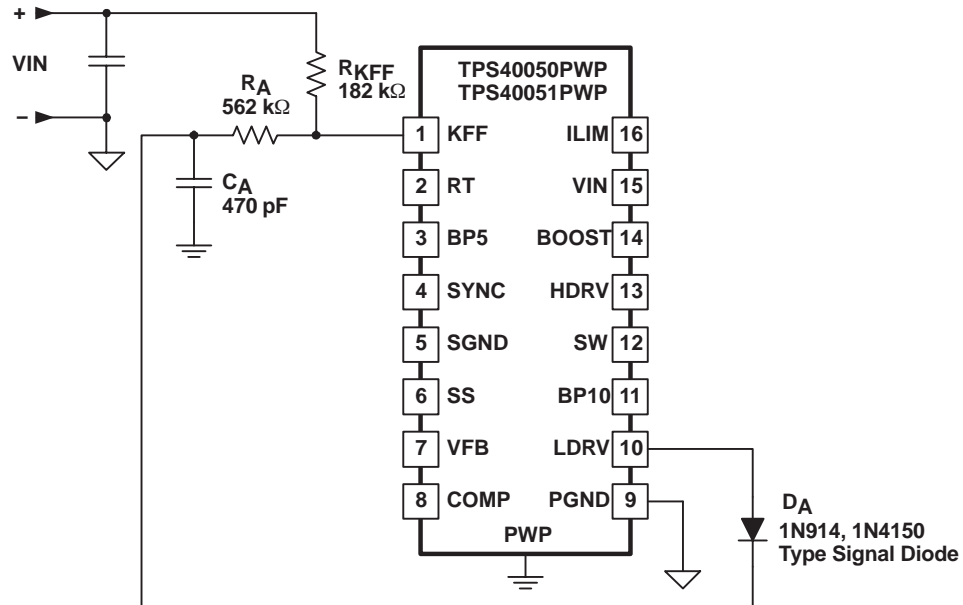 +
VIN
−
RA
562 kΩ
RKFF
182 kΩ
CA
470 pF
TPS40050PWP
TPS40051PWP
1 KFF
ILIM 16
2 RT
VIN 15
3 BP5
BOOST 14
4 SYNC
HDRV 13
5 SGND
SW 12
6 SS
BP10 11
7 VFB
LDRV 10
8 COMP
PGND 9
PWP
DA
1N914, 1N4150
Type Signal Diode